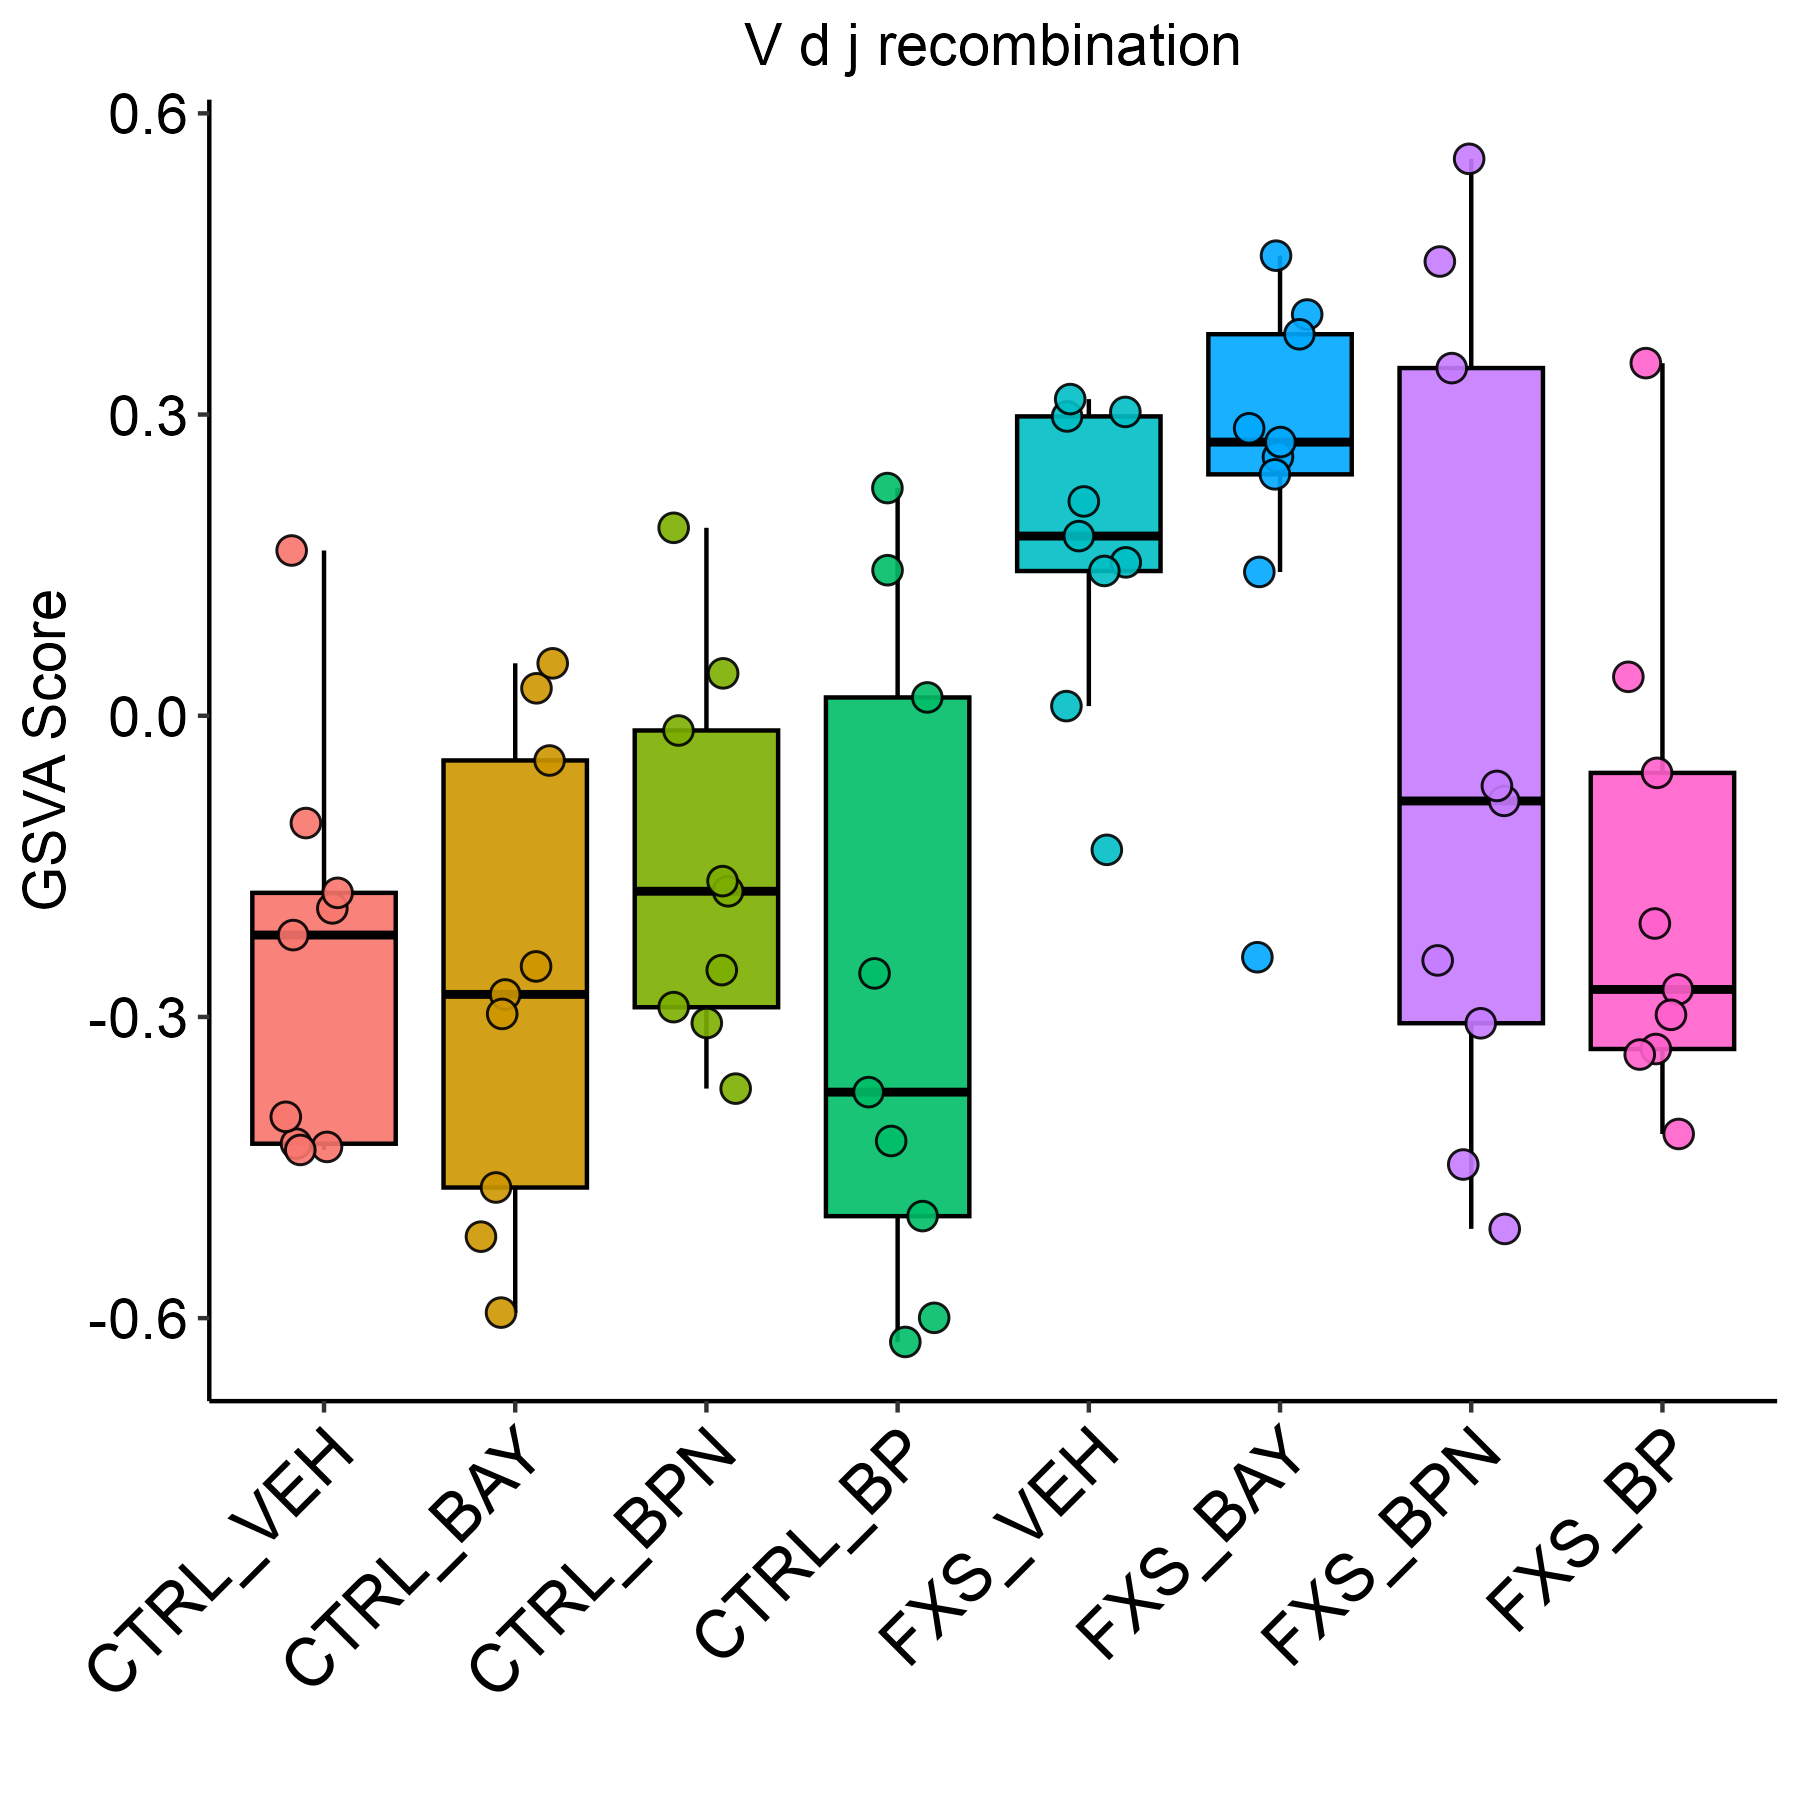 V d j recombination
0.6
0.3
0.0
-0.3
-0.6
GSVA Score
CTRL_VEH
CTRL_BAY
CTRL_BPN
CTRL_BP
FXS_VEH
FXS_BAY
FXS_BPN
FXS_BP